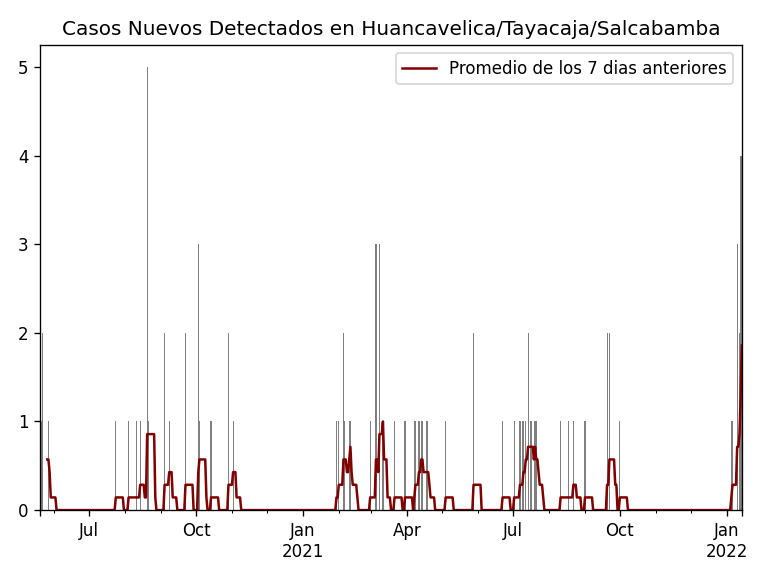 Casos Nuevos Detectados en Huancavelica/Tayacaja/Salcabamba
Promedio de los 7 dias anteriores
5
4
3
2
1
0
Jul
Oct
Jan
2021
Apr
Jul
Oct
Jan
2022